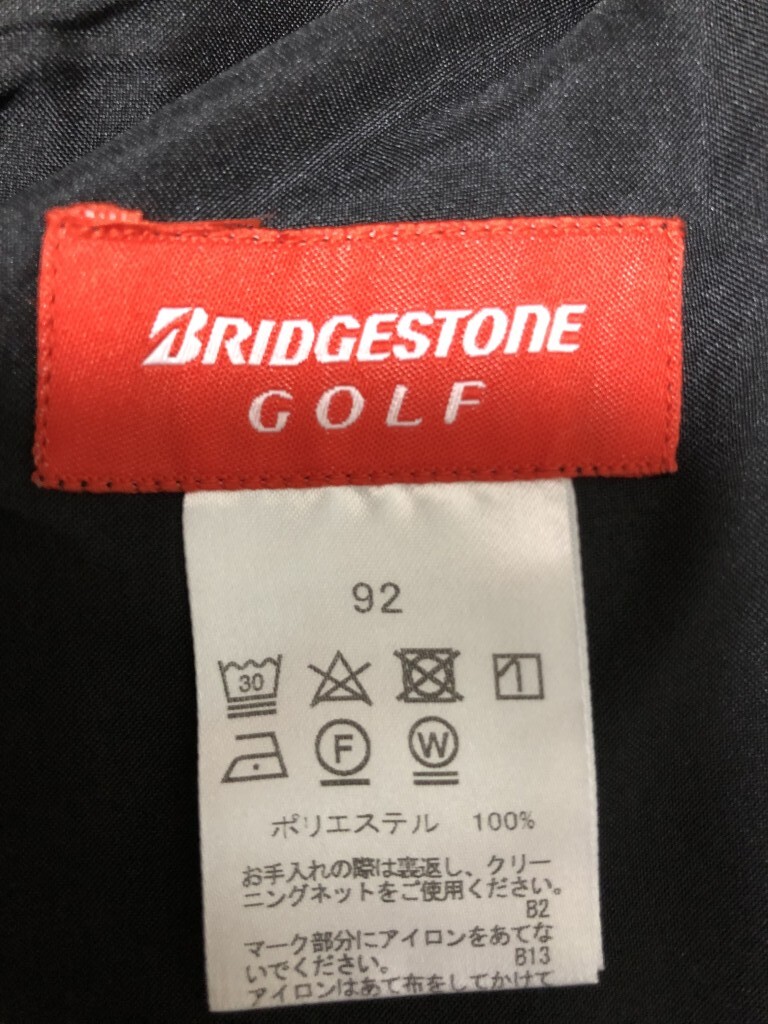 BRIDGESTONE
GOLF
92
30
F W
ポリエステル 100%
お手入れの際は裏返し、クリー
ニングネットをご使用ください。
B2
マーク部分にアイロンをあてな
いでください。 B13
アイロンはあて布をしてかけて